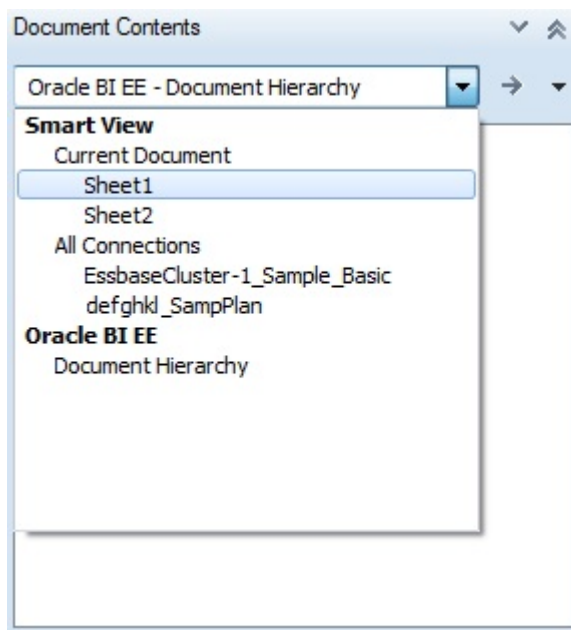 Document Contents
Oracle BI EE - Document Hierarchy
Smart View
Current Document
Sheet1
Sheet2
All Connections
EssbaseCluster-1_Sample_Basic
defghkl_SampPlan
Oracle BI EE
Document Hierarchy